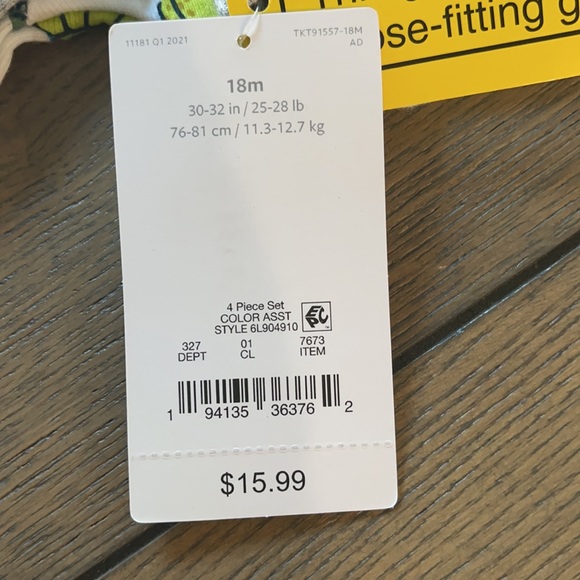 11181 Q1 2021
TKT91557-18M
AD
18m
30-32 in / 25-28 lb
76-81 cm / 11.3-12.7 kg
4 Piece Set
COLOR ASST
STYLE 6L904910
EPC
327 01 7673
DEPT CL ITEM
1 94135 36376 2
$15.99
ose-fitting g